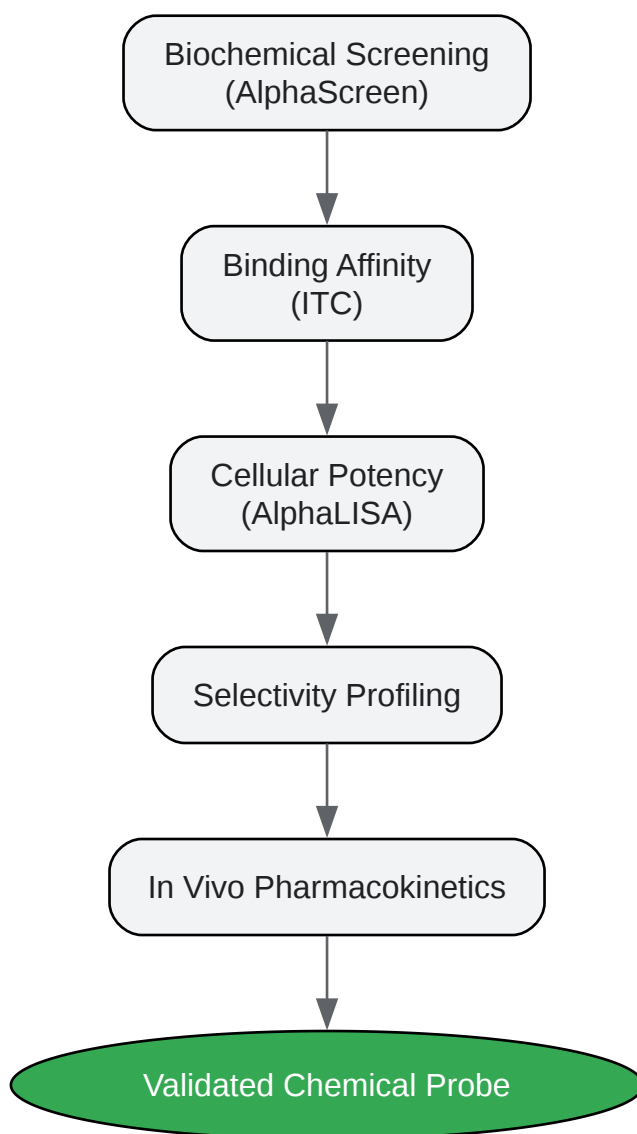 Biochemical Screening
(AlphaScreen)
Binding Affinity
(ITC)
Cellular Potency
(AlphaLISA)
Selectivity Profiling
In Vivo Pharmacokinetics
Validated Chemical Probe